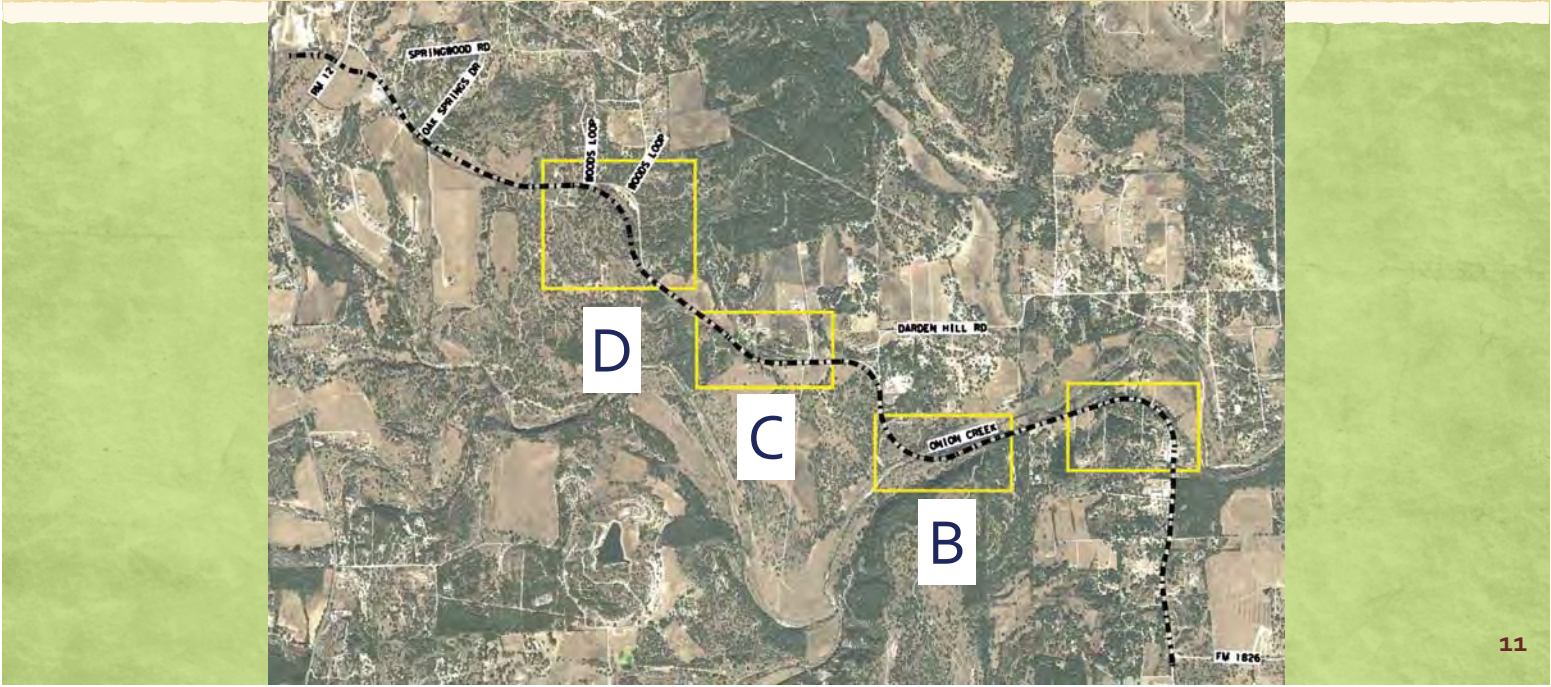 SPRINGWOOD RD
RM 12
OAK SPRINGS DR
WOODS LOOP
WOODS LOOP
D
DARDEN HILL RD
C
ONION CREEK
B
FM 1826
11